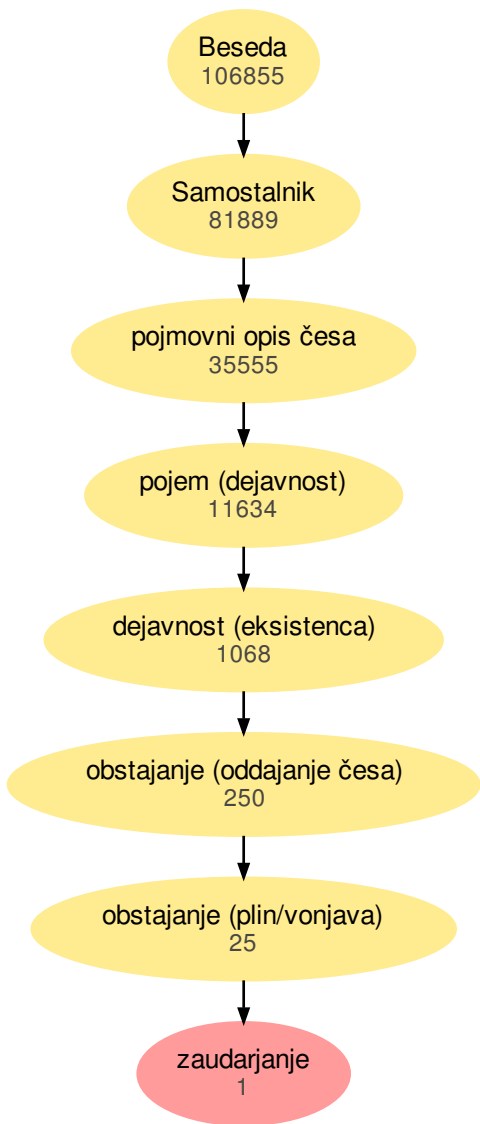 Beseda
106855
Samostalnik
81889
pojmovni opis česa
35555
pojem (dejavnost)
11634
dejavnost (eksistenca)
1068
obstajanje (oddajanje česa)
250
obstajanje (plin/vonjava)
25
zaudarjanje
1